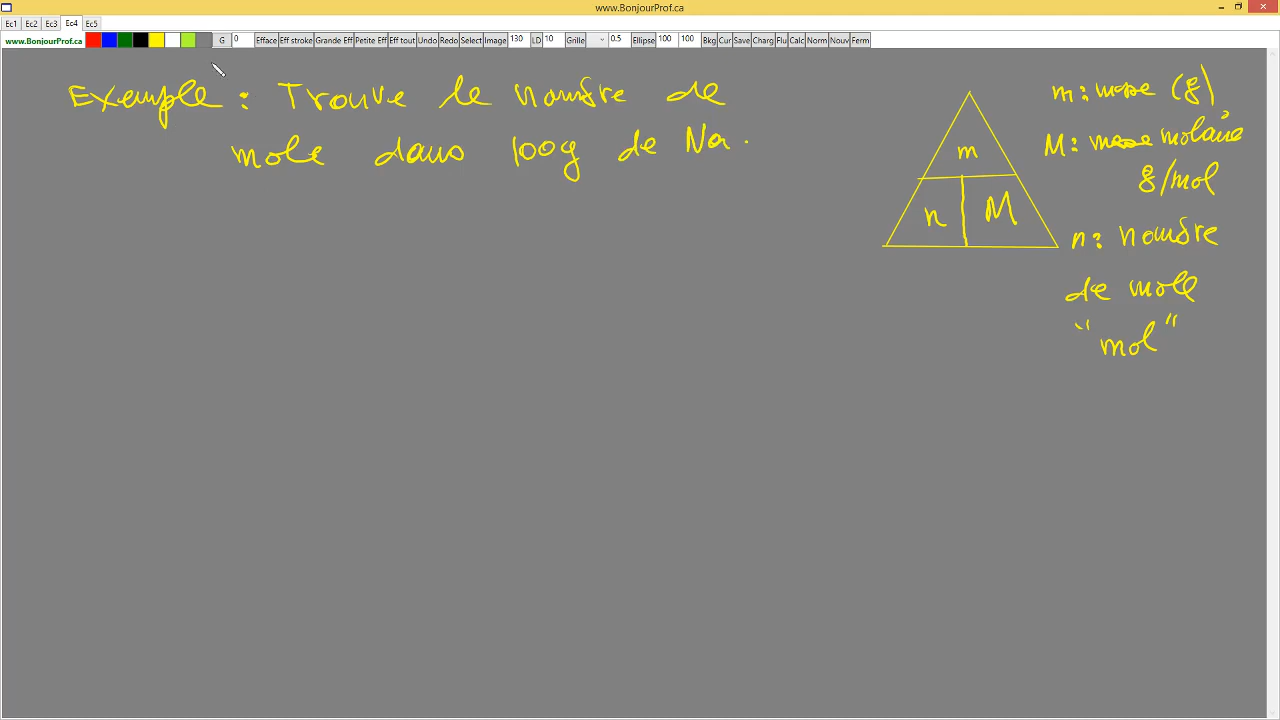 www.BonjourProf.ca
Ec1 Ec2 Ec3 Ec4 Ec5
www.BonjourProf.ca G 0 Efface Eff stroke Grande Eff Petite Eff Eff tout Undo Redo Select Image 130 LD 10 Grille 0.5 Ellipse 100 100 Bkg Cur Save Charg Flu Calc Norm Nouv Ferm
Exemple : Trouve le nombre de
mole dans 100g de Na.
m
n M
m : masse (g)
M : masse molaire
g/mol
n : nombre
de mole
"mol"